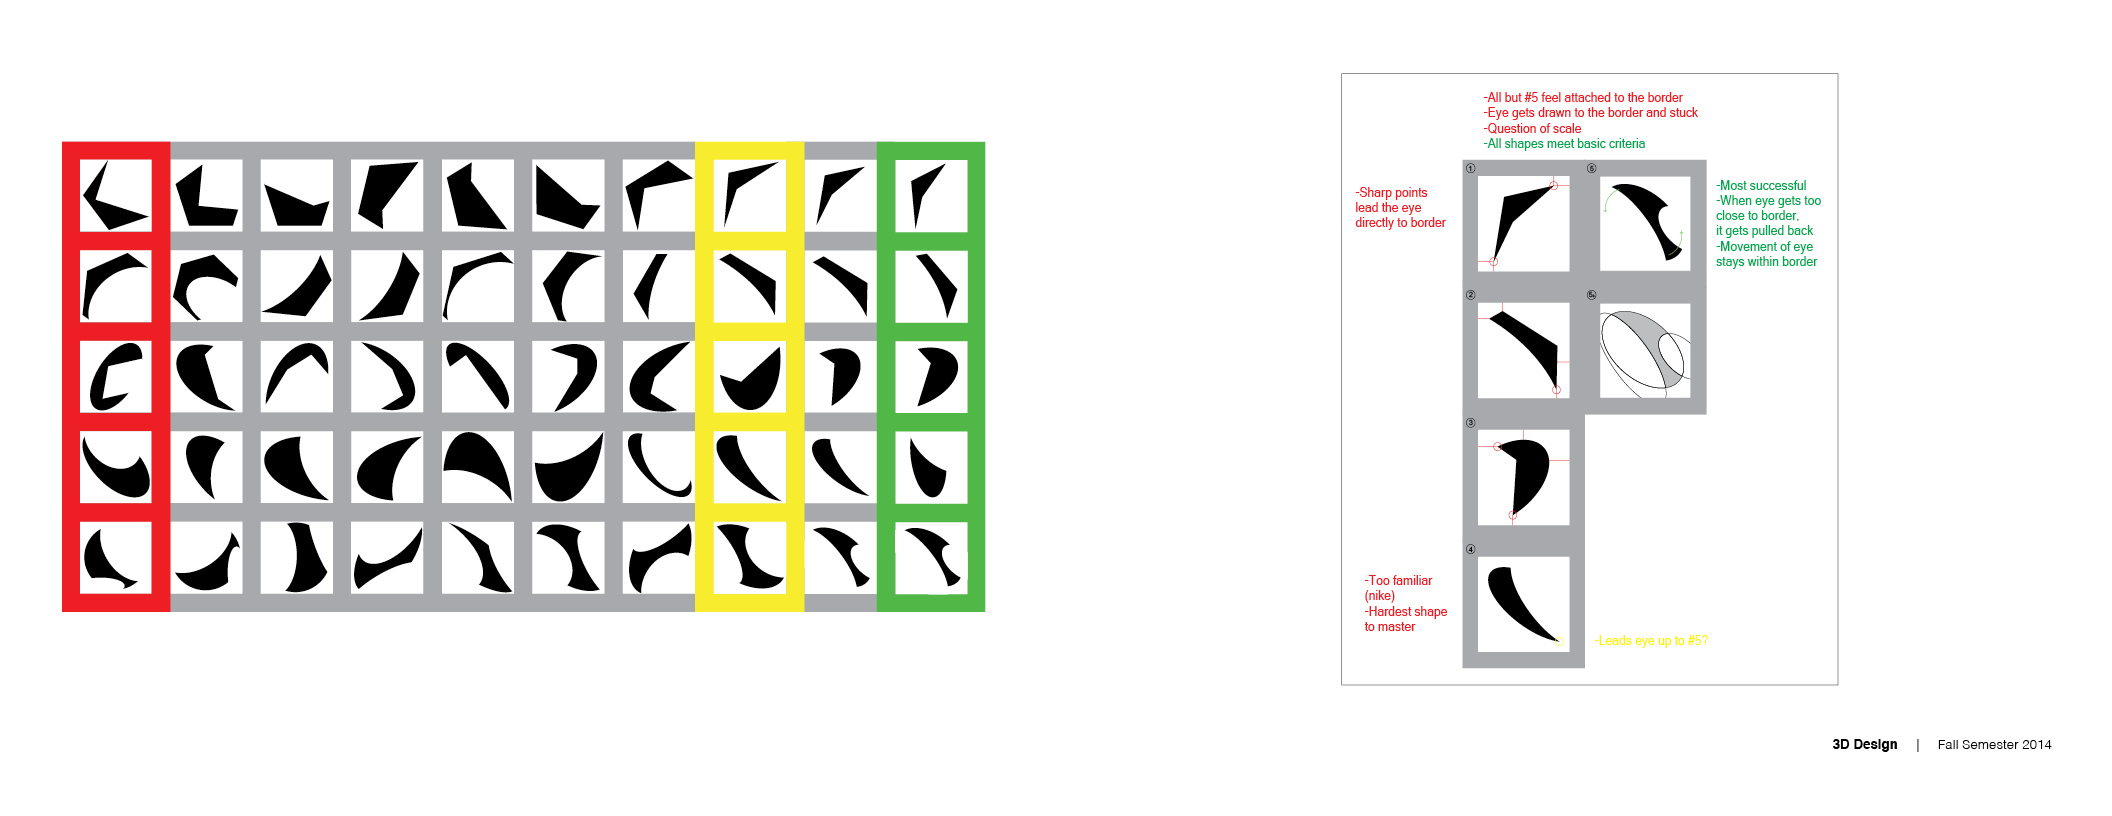 -All but #5 feel attached to the border
-Eye gets drawn to the border and stuck
-Question of scale
-All shapes meet basic criteria
1
5
-Sharp points
lead the eye
directly to border
-Most successful
-When eye gets too
close to border,
it gets pulled back
-Movement of eye
stays within border
2
3
4
-Too familiar
(nike)
-Hardest shape
to master
-Leads eye up to #5?
3D Design | Fall Semester 2014